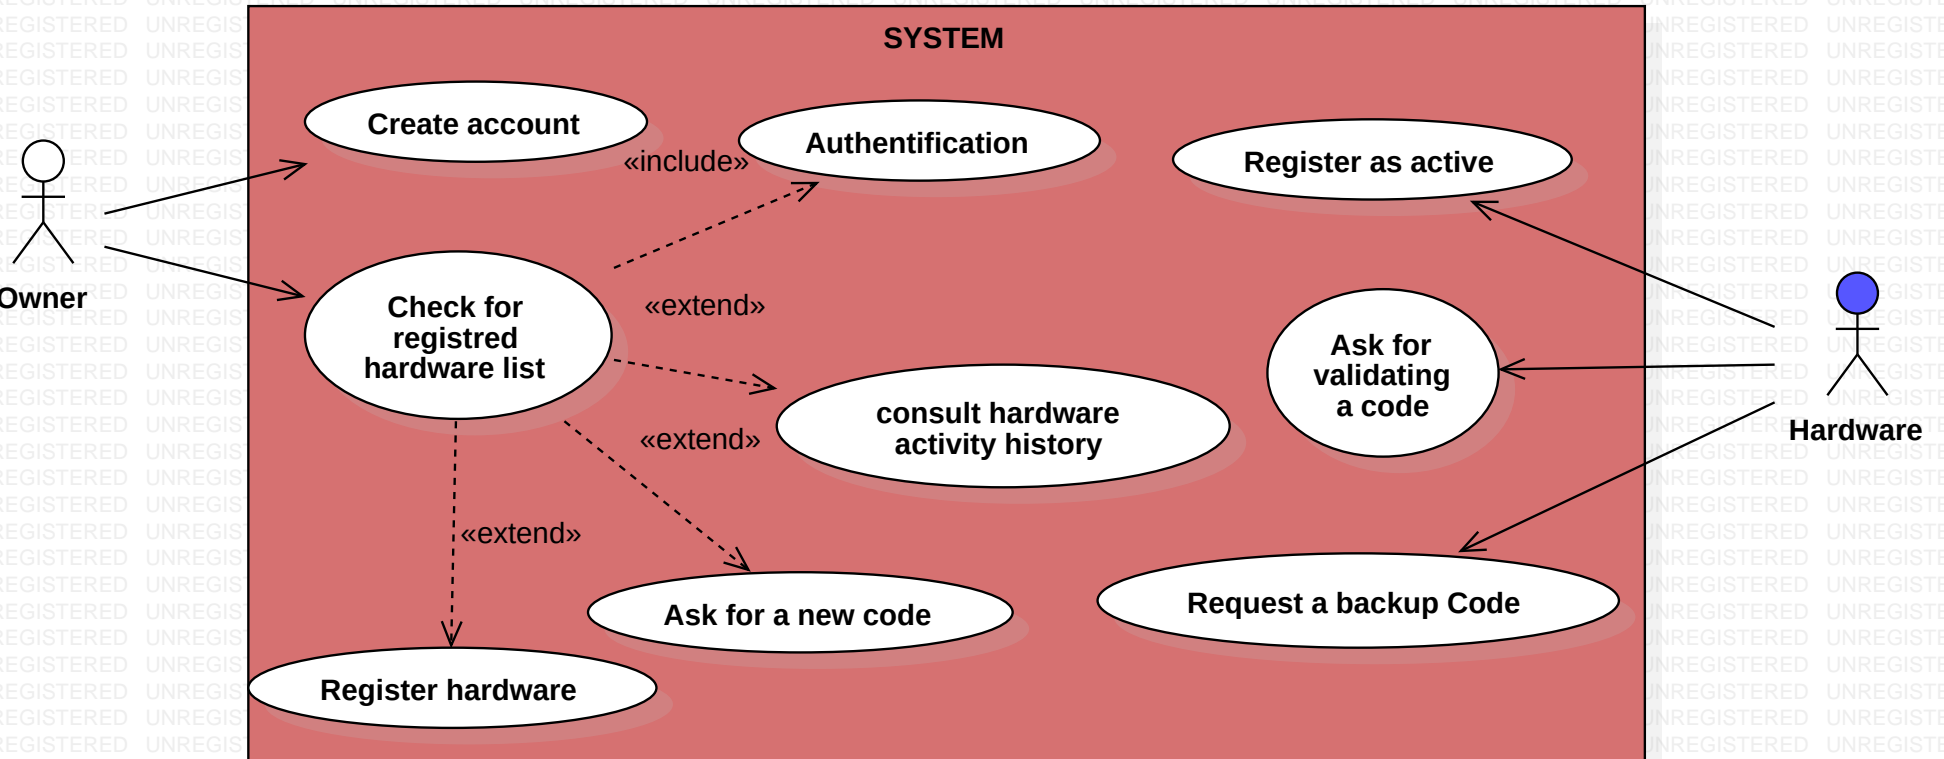 SYSTEM
Create account
Authentification
Register as active
«include»
Owner
Check for
registred
hardware list
«extend»
Ask for
validating
a code
Hardware
consult hardware
activity history
«extend»
«extend»
Ask for a new code
Request a backup Code
Register hardware
UNREGISTERED